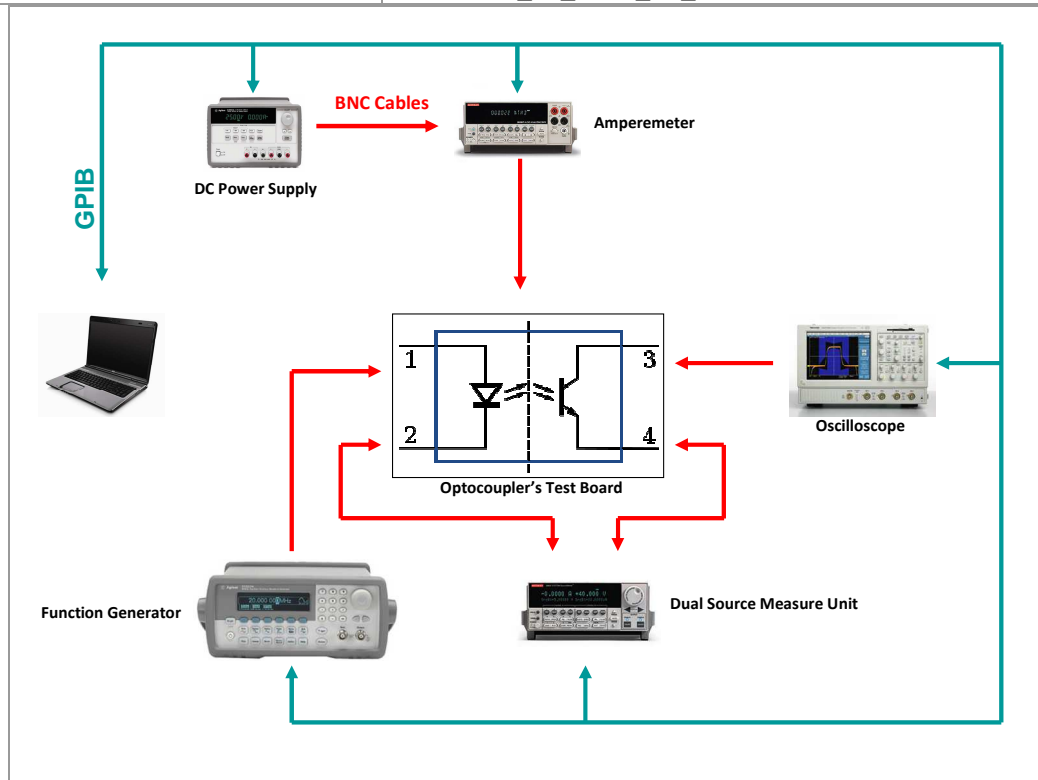 BNC Cables
Amperemeter
DC Power Supply
GPIB
1
3
2
4
Oscilloscope
Optocoupler's Test Board
Function Generator
Dual Source Measure Unit